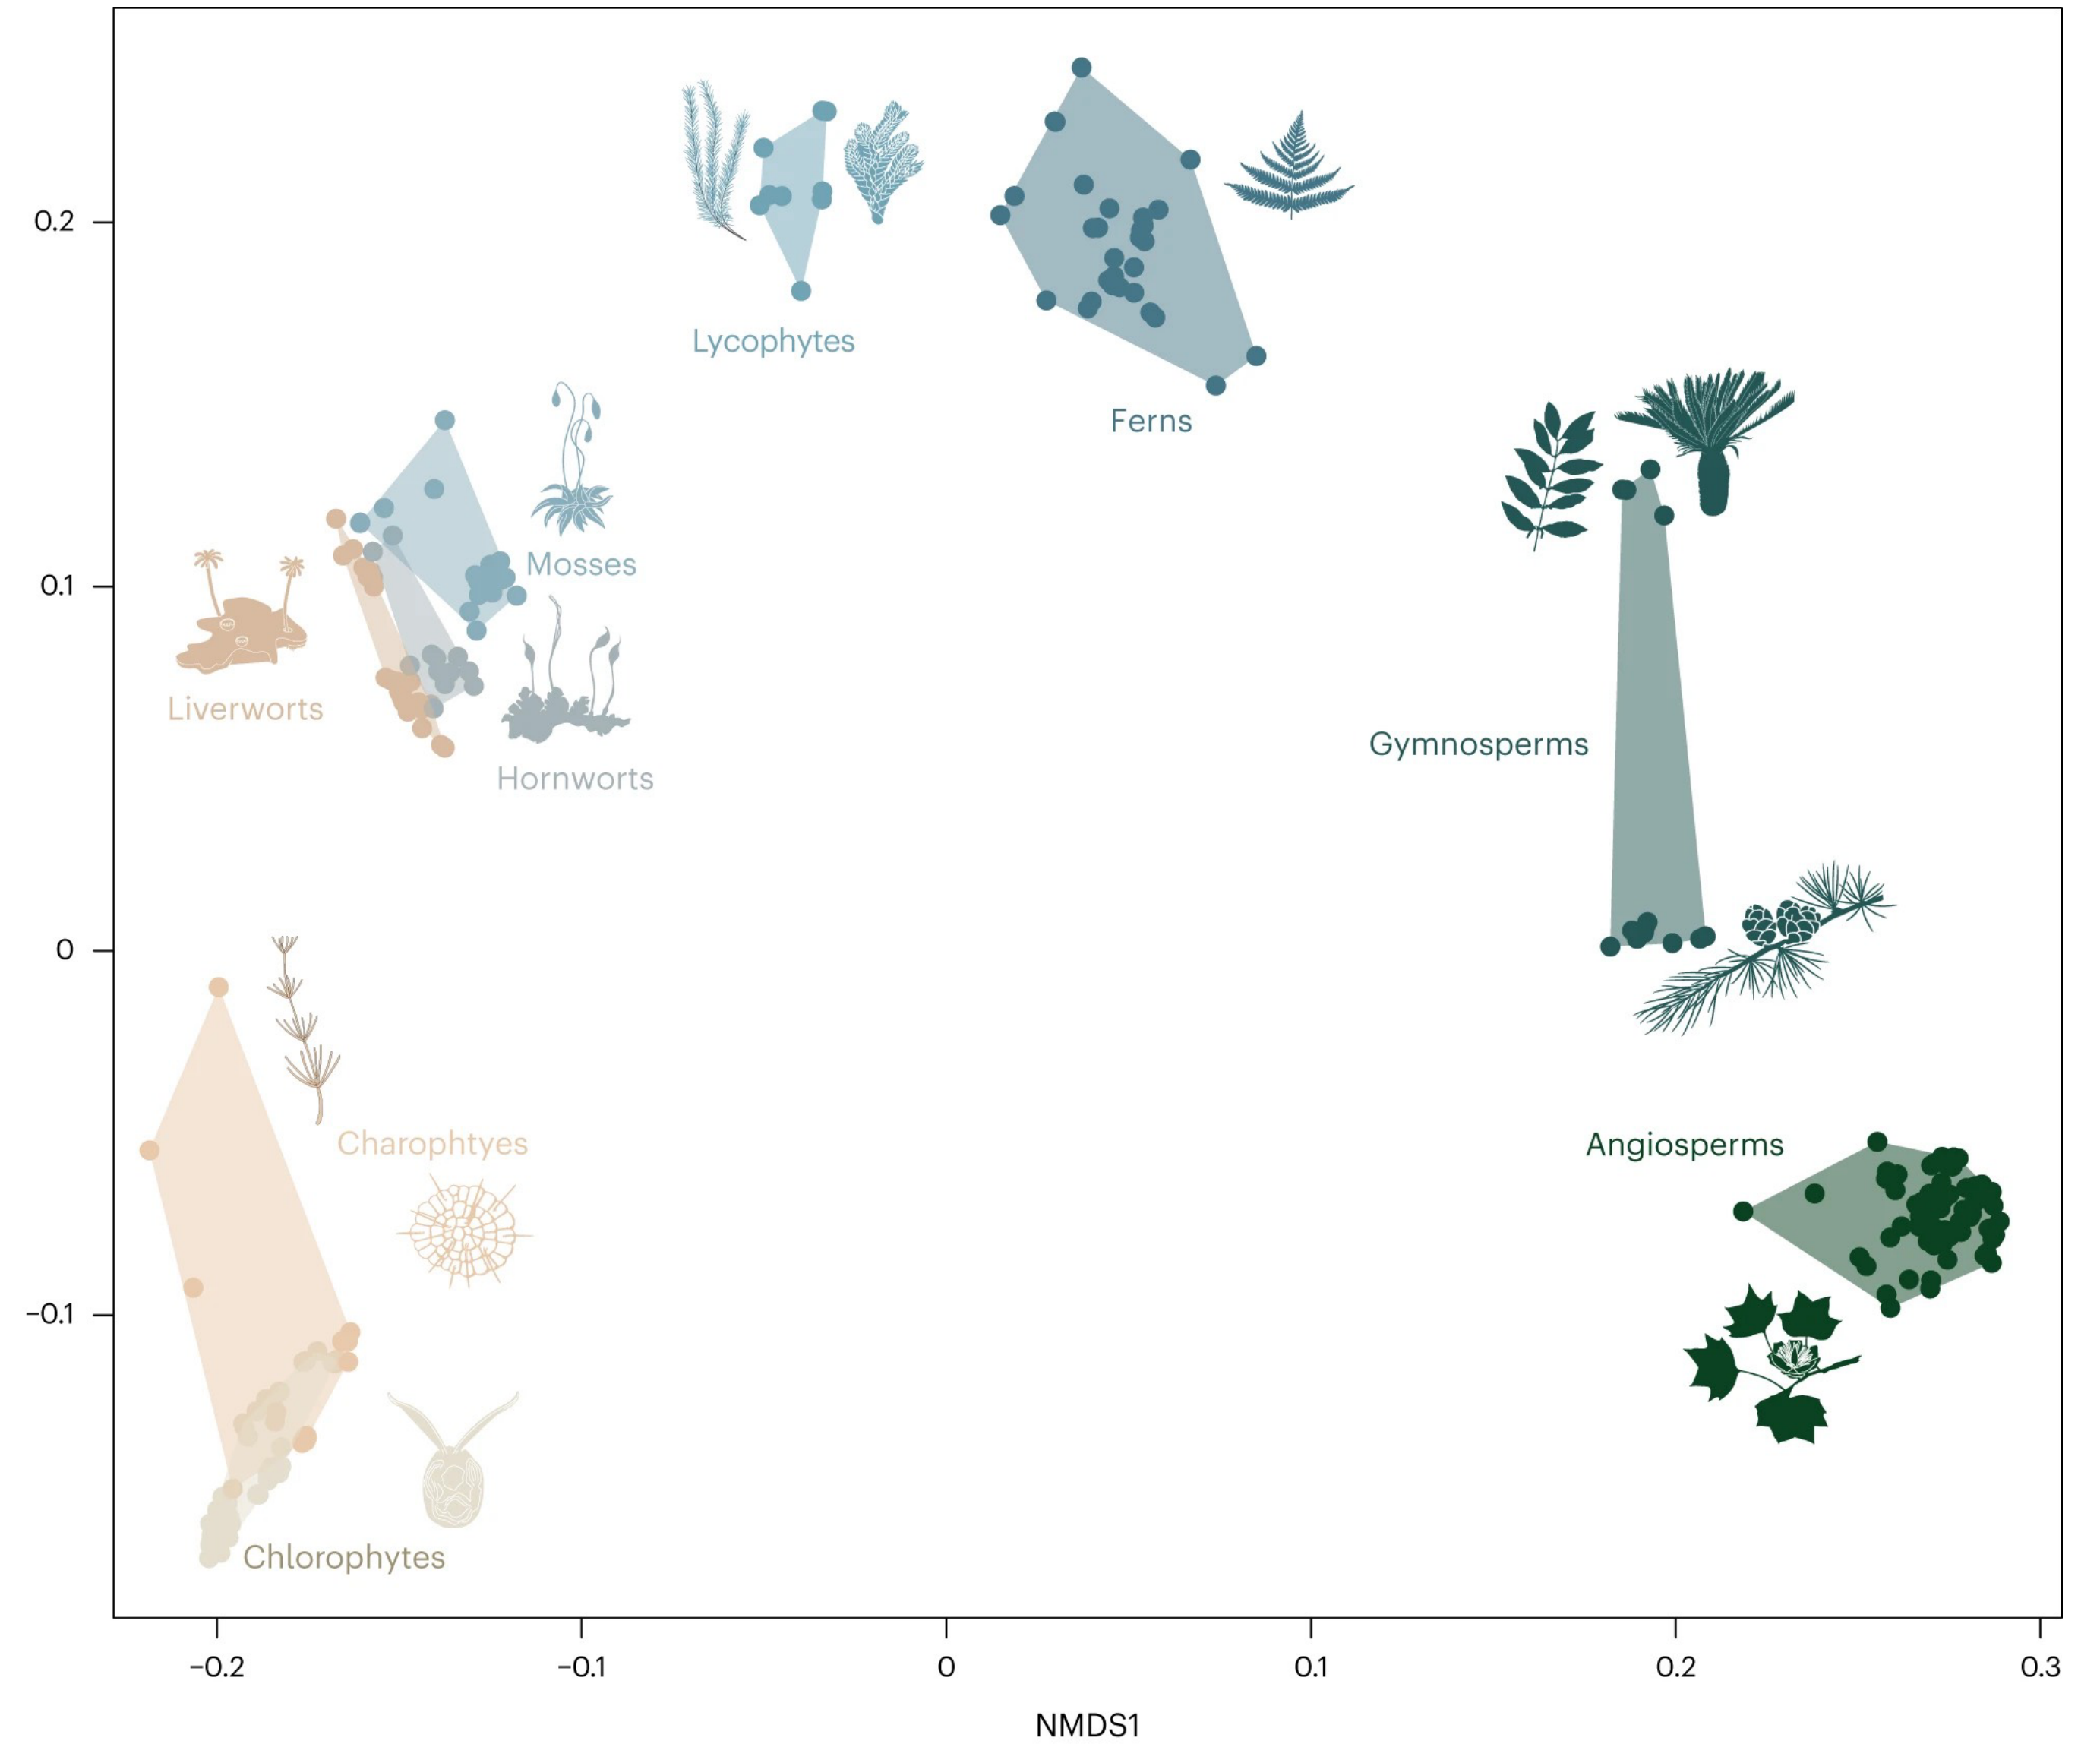 Lycophytes
0.2
Ferns
Mosses
0.1
Liverworts
Gymnosperms
Hornworts
0
Charophtyes
Angiosperms
−0.1
Chlorophytes
−0.2
−0.1
0
0.1
0.2
0.3
NMDS1